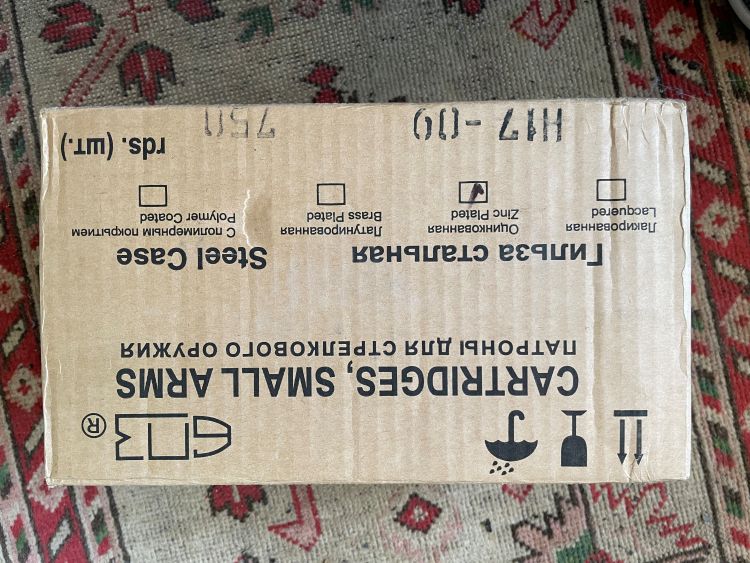 БПЗ ®
CARTRIDGES, SMALL ARMS
ПАТРОНЫ ДЛЯ СТРЕЛКОВОГО ОРУЖИЯ
Гильза стальная Steel Case
Лакированная Оцинкованная Латунированная С полимерным покрытием
Lacquered Zinc Plated Brass Plated Polymer Coated
H17-09 750 rds. (шт.)